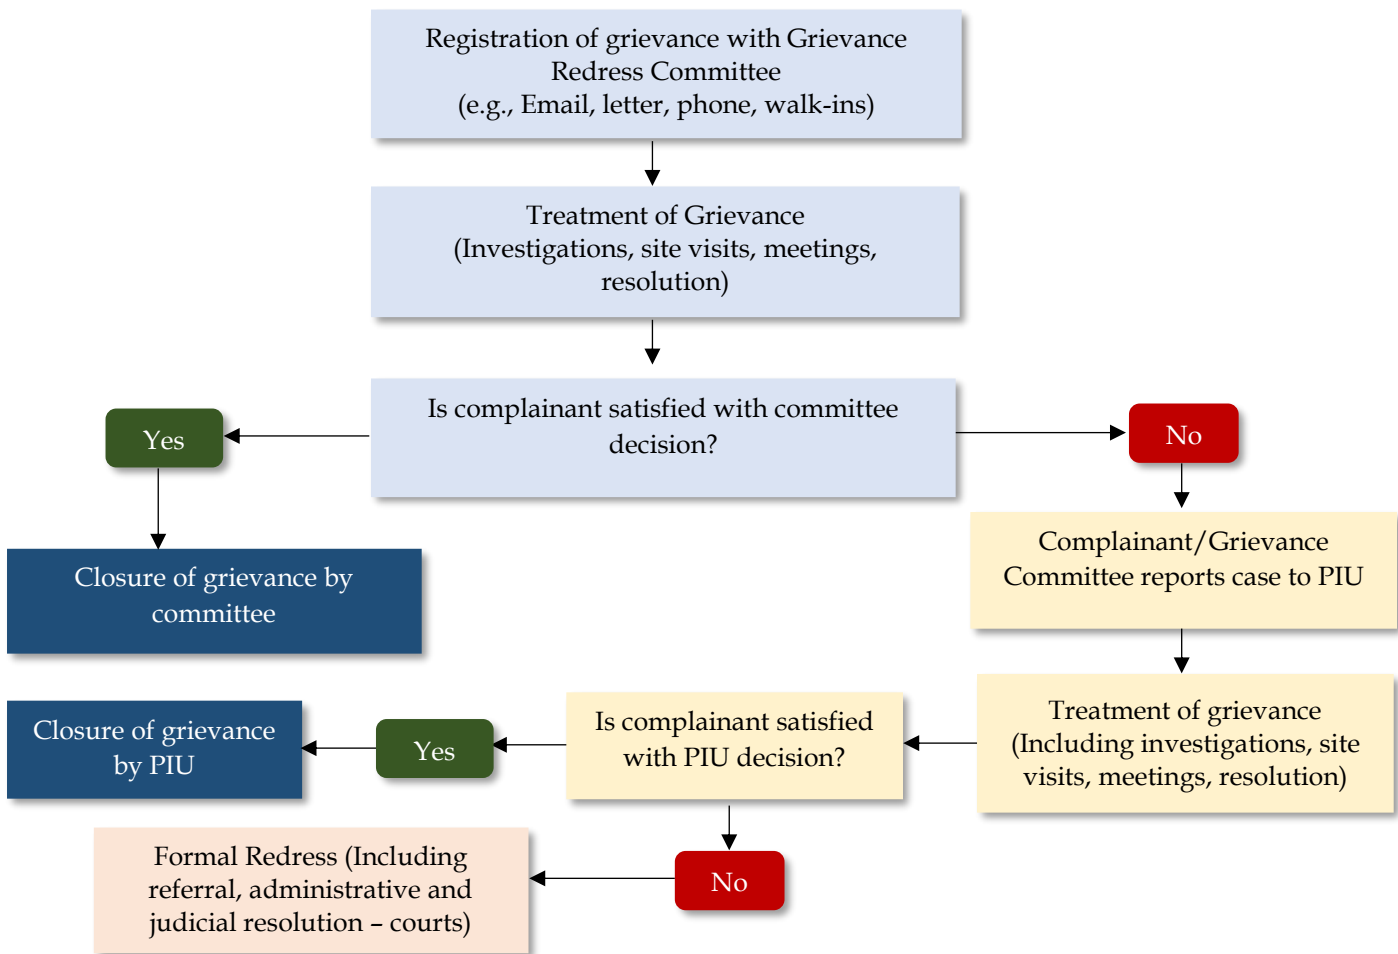 Registration of grievance with Grievance
Redress Committee
(e.g., Email, letter, phone, walk-ins)
Treatment of Grievance
(Investigations, site visits, meetings,
resolution)
Is complainant satisfied with committee
decision?
Yes
No
Closure of grievance by
committee
Complainant/Grievance
Committee reports case to PIU
Treatment of grievance
(Including investigations, site
visits, meetings, resolution)
Is complainant satisfied
with PIU decision?
Yes
Closure of grievance
by PIU
No
Formal Redress (Including
referral, administrative and
judicial resolution – courts)